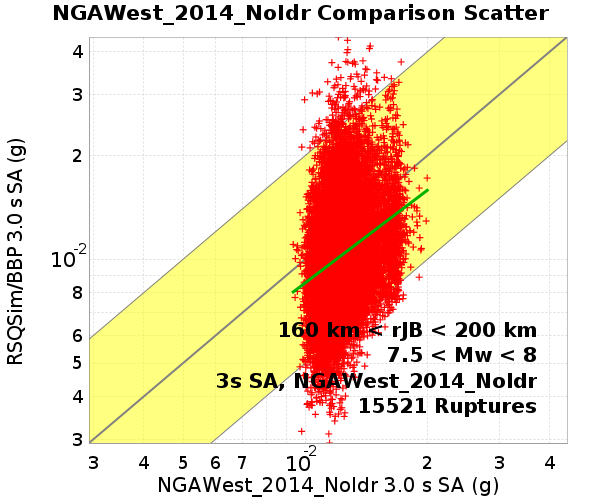 NGAWest_2014_NoIdr Comparison Scatter
RSQSim/BBP 3.0 s SA (g)
4
3
2
10^-2
8
6
5
4
3
160 km < rJB < 200 km
7.5 < Mw < 8
3s SA, NGAWest_2014_NoIdr
15521 Ruptures
3 4 5 6 7 10^-2 2 3 4
NGAWest_2014_NoIdr 3.0 s SA (g)